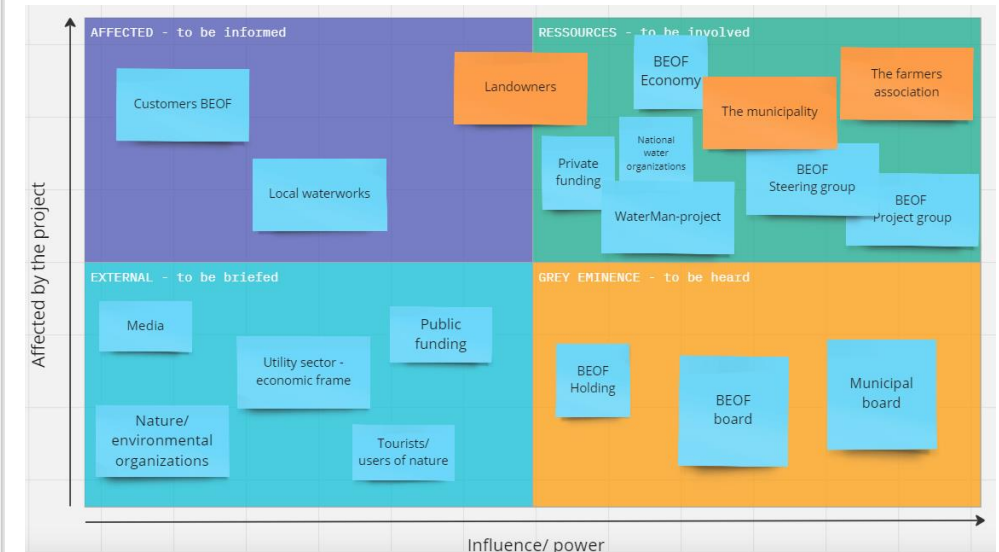 AFFECTED - to be informed
RESSOURCES - to be involved
Customers BEOF
Landowners
BEOF
Economy
The municipality
The farmers
association
Local waterworks
Private
funding
National
water
organizations
WaterMan-project
BEOF
Steering group
BEOF
Project group
EXTERNAL - to be briefed
GREY EMINENCE - to be heard
Media
Utility sector -
economic frame
Public
funding
Nature/
environmental
organizations
Tourists/
users of nature
BEOF
Holding
BEOF
board
Municipal
board
Affected by the project
Influence/ power